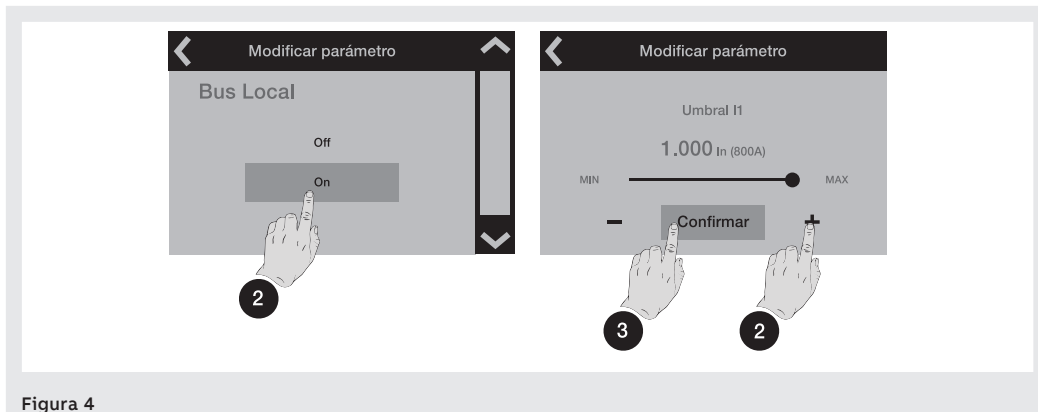 Modificar parámetro
Bus Local
Off
On
2
Modificar parámetro
Umbral I1
1.000 In (800A)
MIN
MAX
Confirmar
3
2
Figura 4